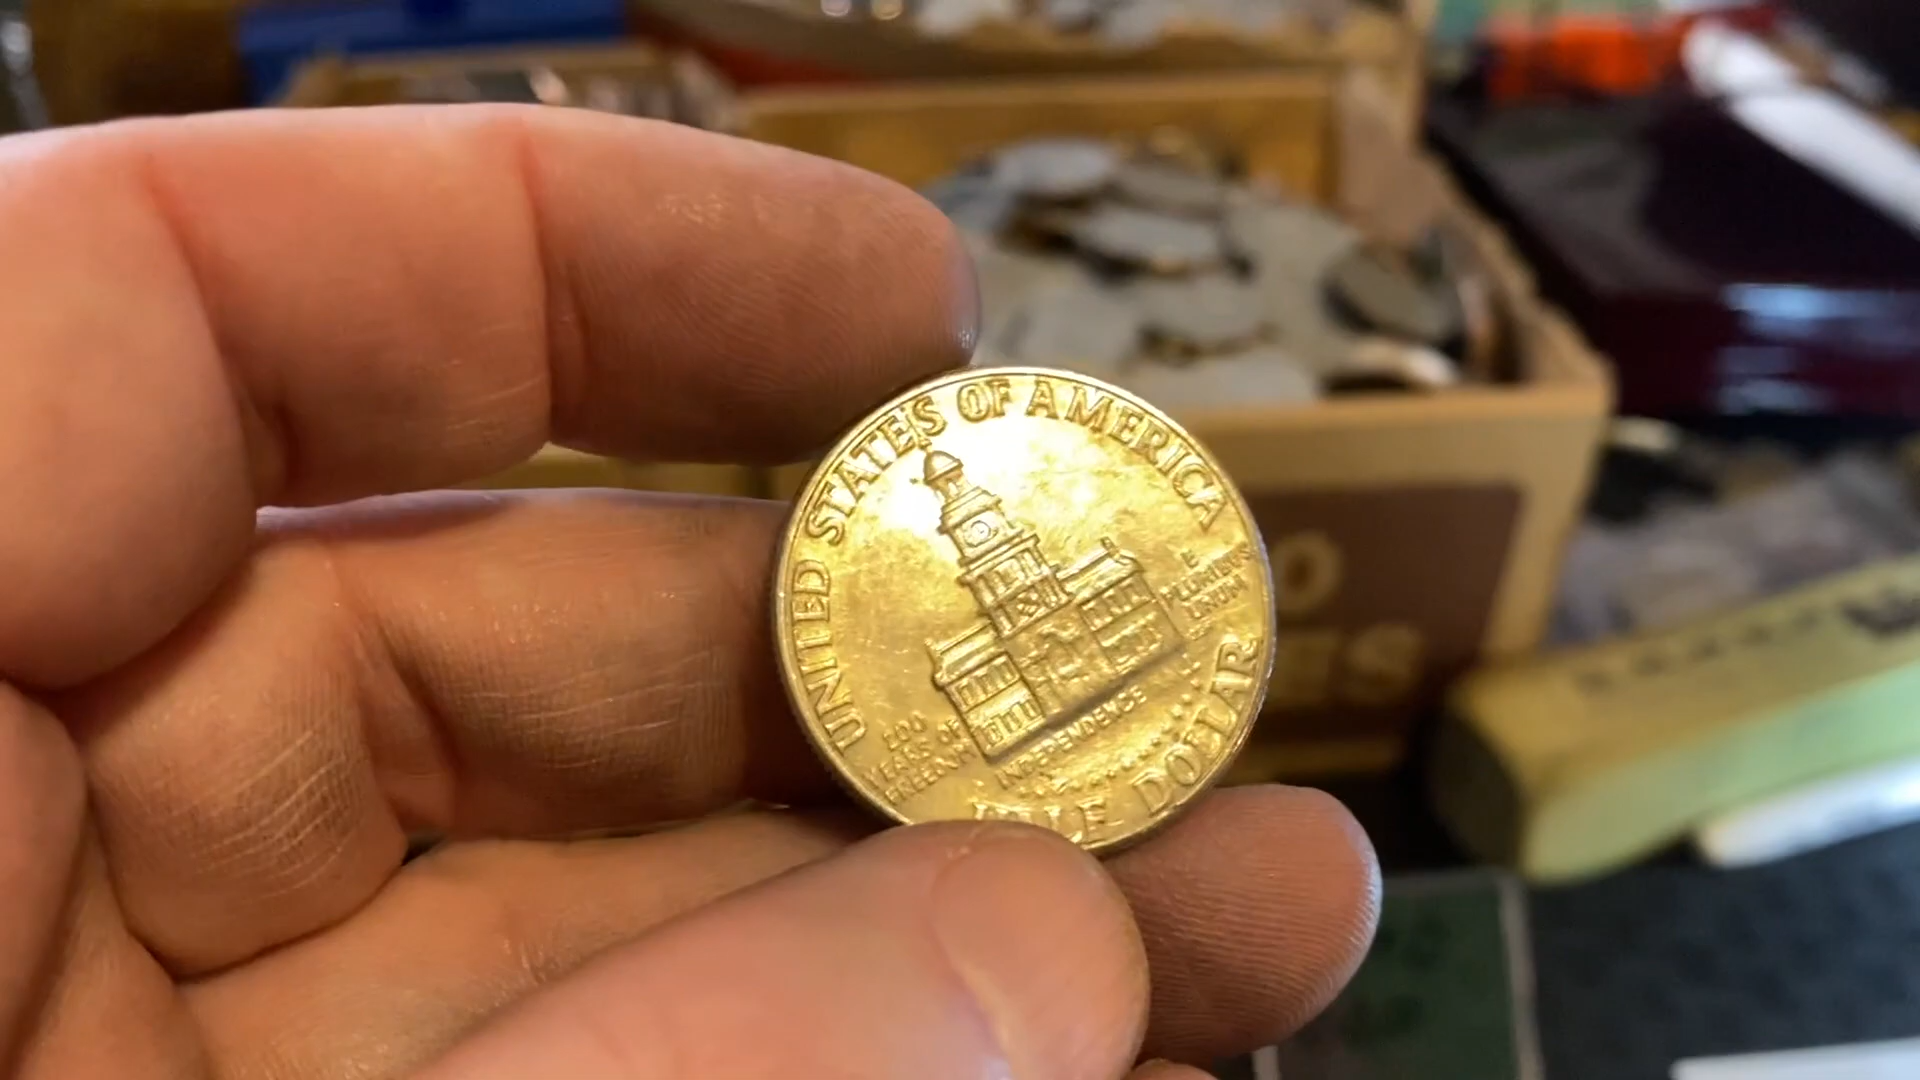 UNITED STATES OF AMERICA
E
PLURIBUS
UNUM
200
YEARS OF
FREEDOM
INDEPENDENCE
HALF DOLLAR